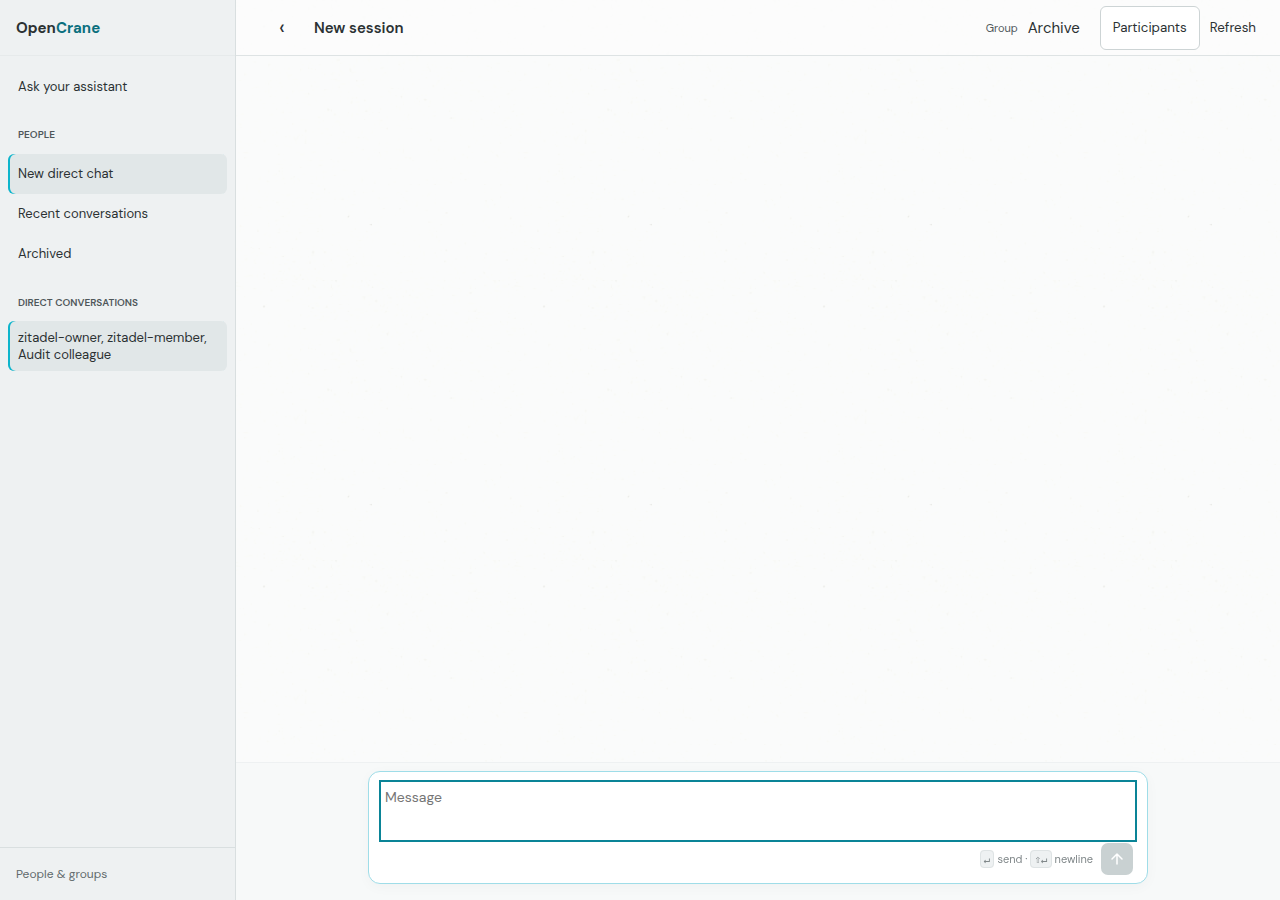 OpenCrane
‹ New session
Group Archive Participants Refresh
Ask your assistant
PEOPLE
New direct chat
Recent conversations
Archived
DIRECT CONVERSATIONS
zitadel-owner, zitadel-member,
Audit colleague
Message
↵ send · ⇧↵ newline
People & groups